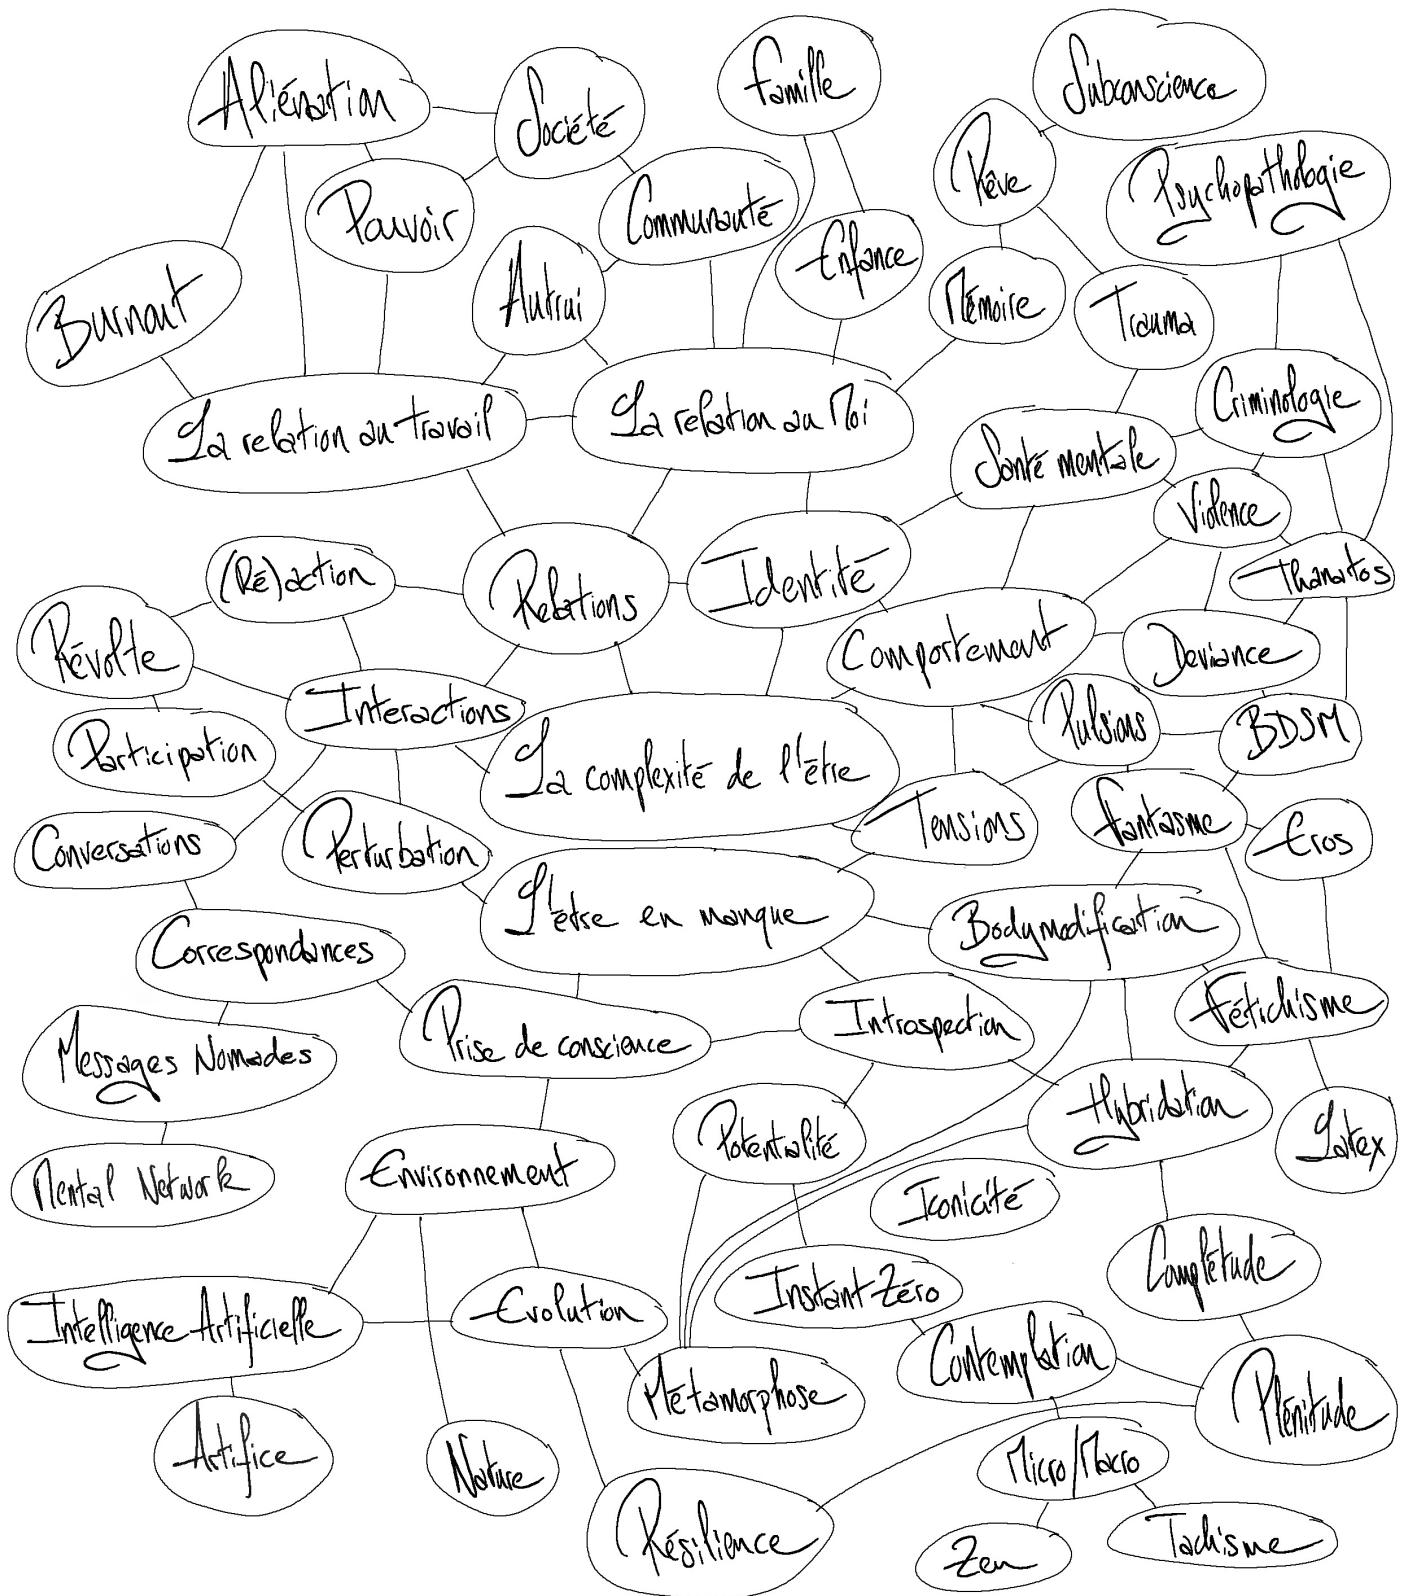 Aliénation
Société
Famille
Subconscience
Rêve
Psychopathologie
Pouvoir
Communauté
Enfance
Autrui
Mémoire
Trauma
Burnout
Criminologie
La relation au travail
La relation au Moi
Santé mentale
Violence
Thanatos
(Ré)action
Relations
Identité
Comportement
Deviance
Révolte
Interactions
Pulsions
BDSM
Participation
La complexité de l'être
Tensions
Fantasme
Eros
Conversations
Perturbation
L'être en manque
Bodymodification
Correspondances
Fétichisme
Prise de conscience
Introspection
Messages Nomades
Hybridation
Latex
Potentialité
Mental Network
Environnement
Iconicité
Complétude
Instant-Zéro
Intelligence Artificielle
Evolution
Contemplation
Métamorphose
Plénitude
Artifice
Nature
Micro/Macro
Résilience
Zen
Tachisme